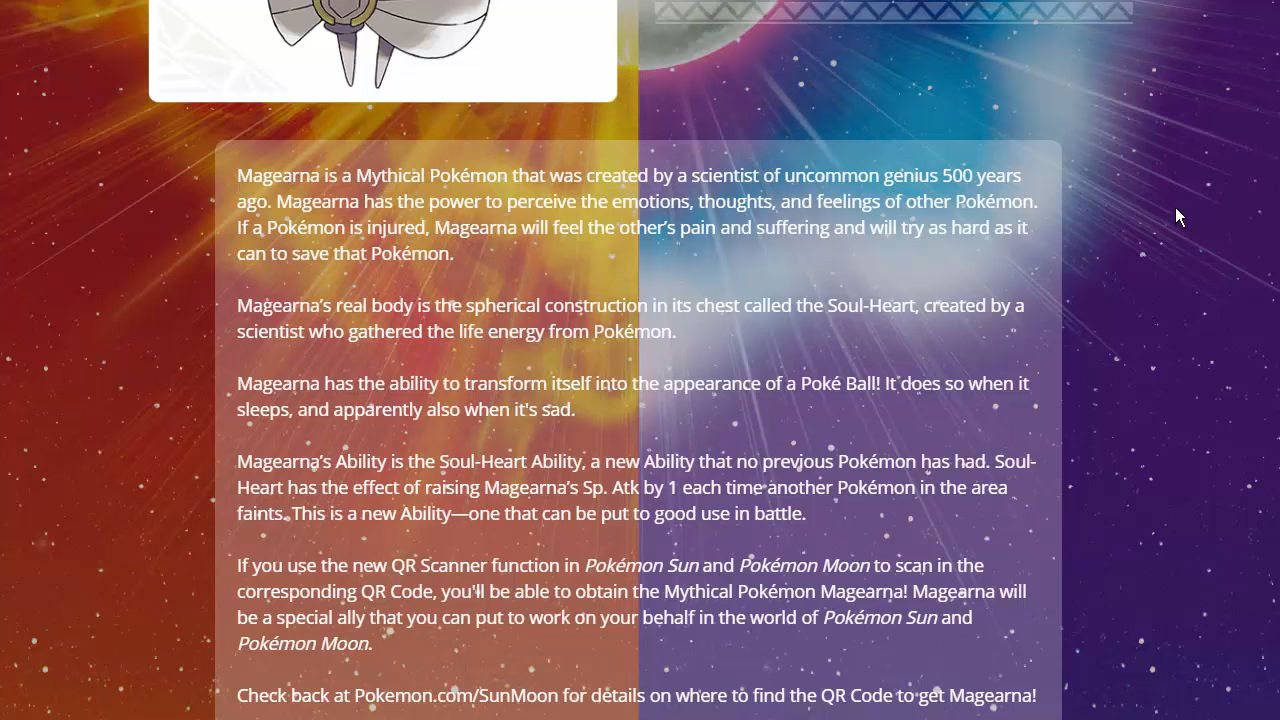 Magearna is a Mythical Pokémon that was created by a scientist of uncommon genius 500 years
ago. Magearna has the power to perceive the emotions, thoughts, and feelings of other Pokémon.
If a Pokémon is injured, Magearna will feel the other’s pain and suffering and will try as hard as it
can to save that Pokémon.
Magearna’s real body is the spherical construction in its chest called the Soul-Heart, created by a
scientist who gathered the life energy from Pokémon.
Magearna has the ability to transform itself into the appearance of a Poké Ball! It does so when it
sleeps, and apparently also when it's sad.
Magearna’s Ability is the Soul-Heart Ability, a new Ability that no previous Pokémon has had. Soul-
Heart has the effect of raising Magearna’s Sp. Atk by 1 each time another Pokémon in the area
faints. This is a new Ability—one that can be put to good use in battle.
If you use the new QR Scanner function in Pokémon Sun and Pokémon Moon to scan in the
corresponding QR Code, you'll be able to obtain the Mythical Pokémon Magearna! Magearna will
be a special ally that you can put to work on your behalf in the world of Pokémon Sun and
Pokémon Moon.
Check back at Pokemon.com/SunMoon for details on where to find the QR Code to get Magearna!